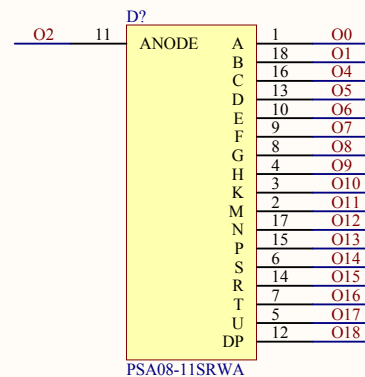 D?
O2 11 ANODE A 1 O0
B 18 O1
C 16 O4
D 13 O5
E 10 O6
F 9 O7
G 8 O8
H 4 O9
K 3 O10
M 2 O11
N 17 O12
P 15 O13
S 6 O14
R 14 O15
T 7 O16
U 5 O17
DP 12 O18
PSA08-11SRWA